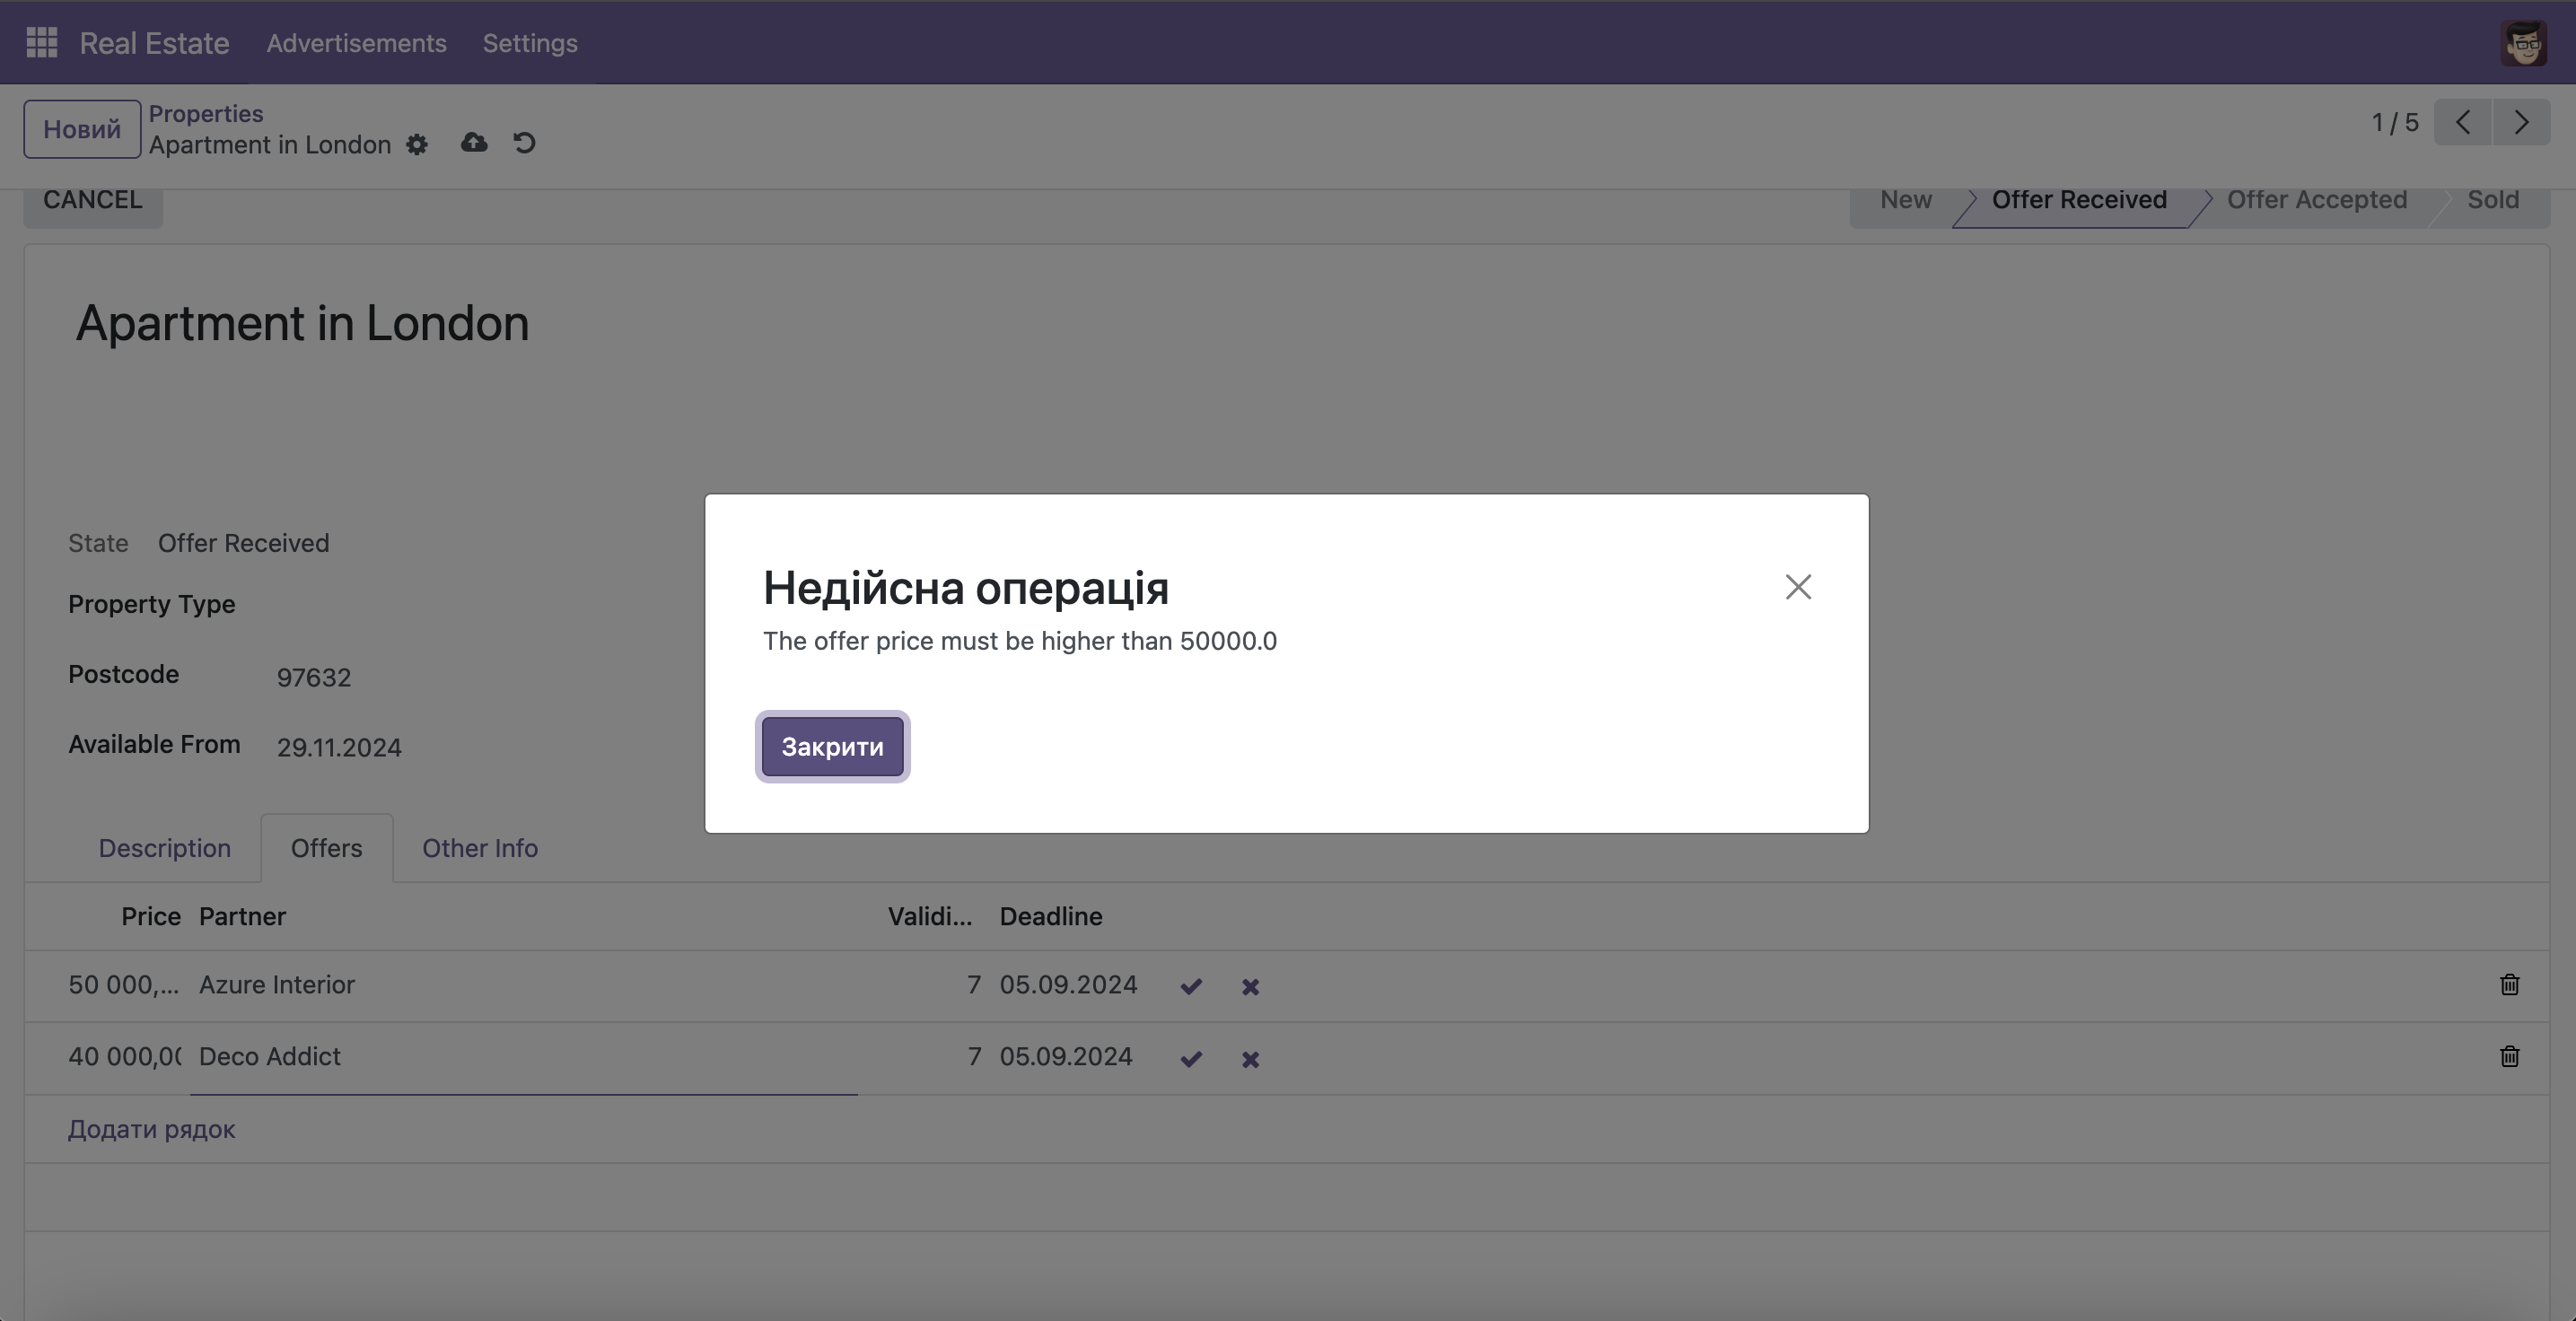 Real Estate Advertisements Settings
Новий
Properties
Apartment in London
1 / 5
CANCEL
New Offer Received Offer Accepted Sold
Apartment in London
State Offer Received
Property Type
Postcode 97632
Available From 29.11.2024
Недійсна операція
The offer price must be higher than 50000.0
Закрити
Description Offers Other Info
Price Partner Validi... Deadline
50 000,... Azure Interior 7 05.09.2024
40 000,00 Deco Addict 7 05.09.2024
Додати рядок